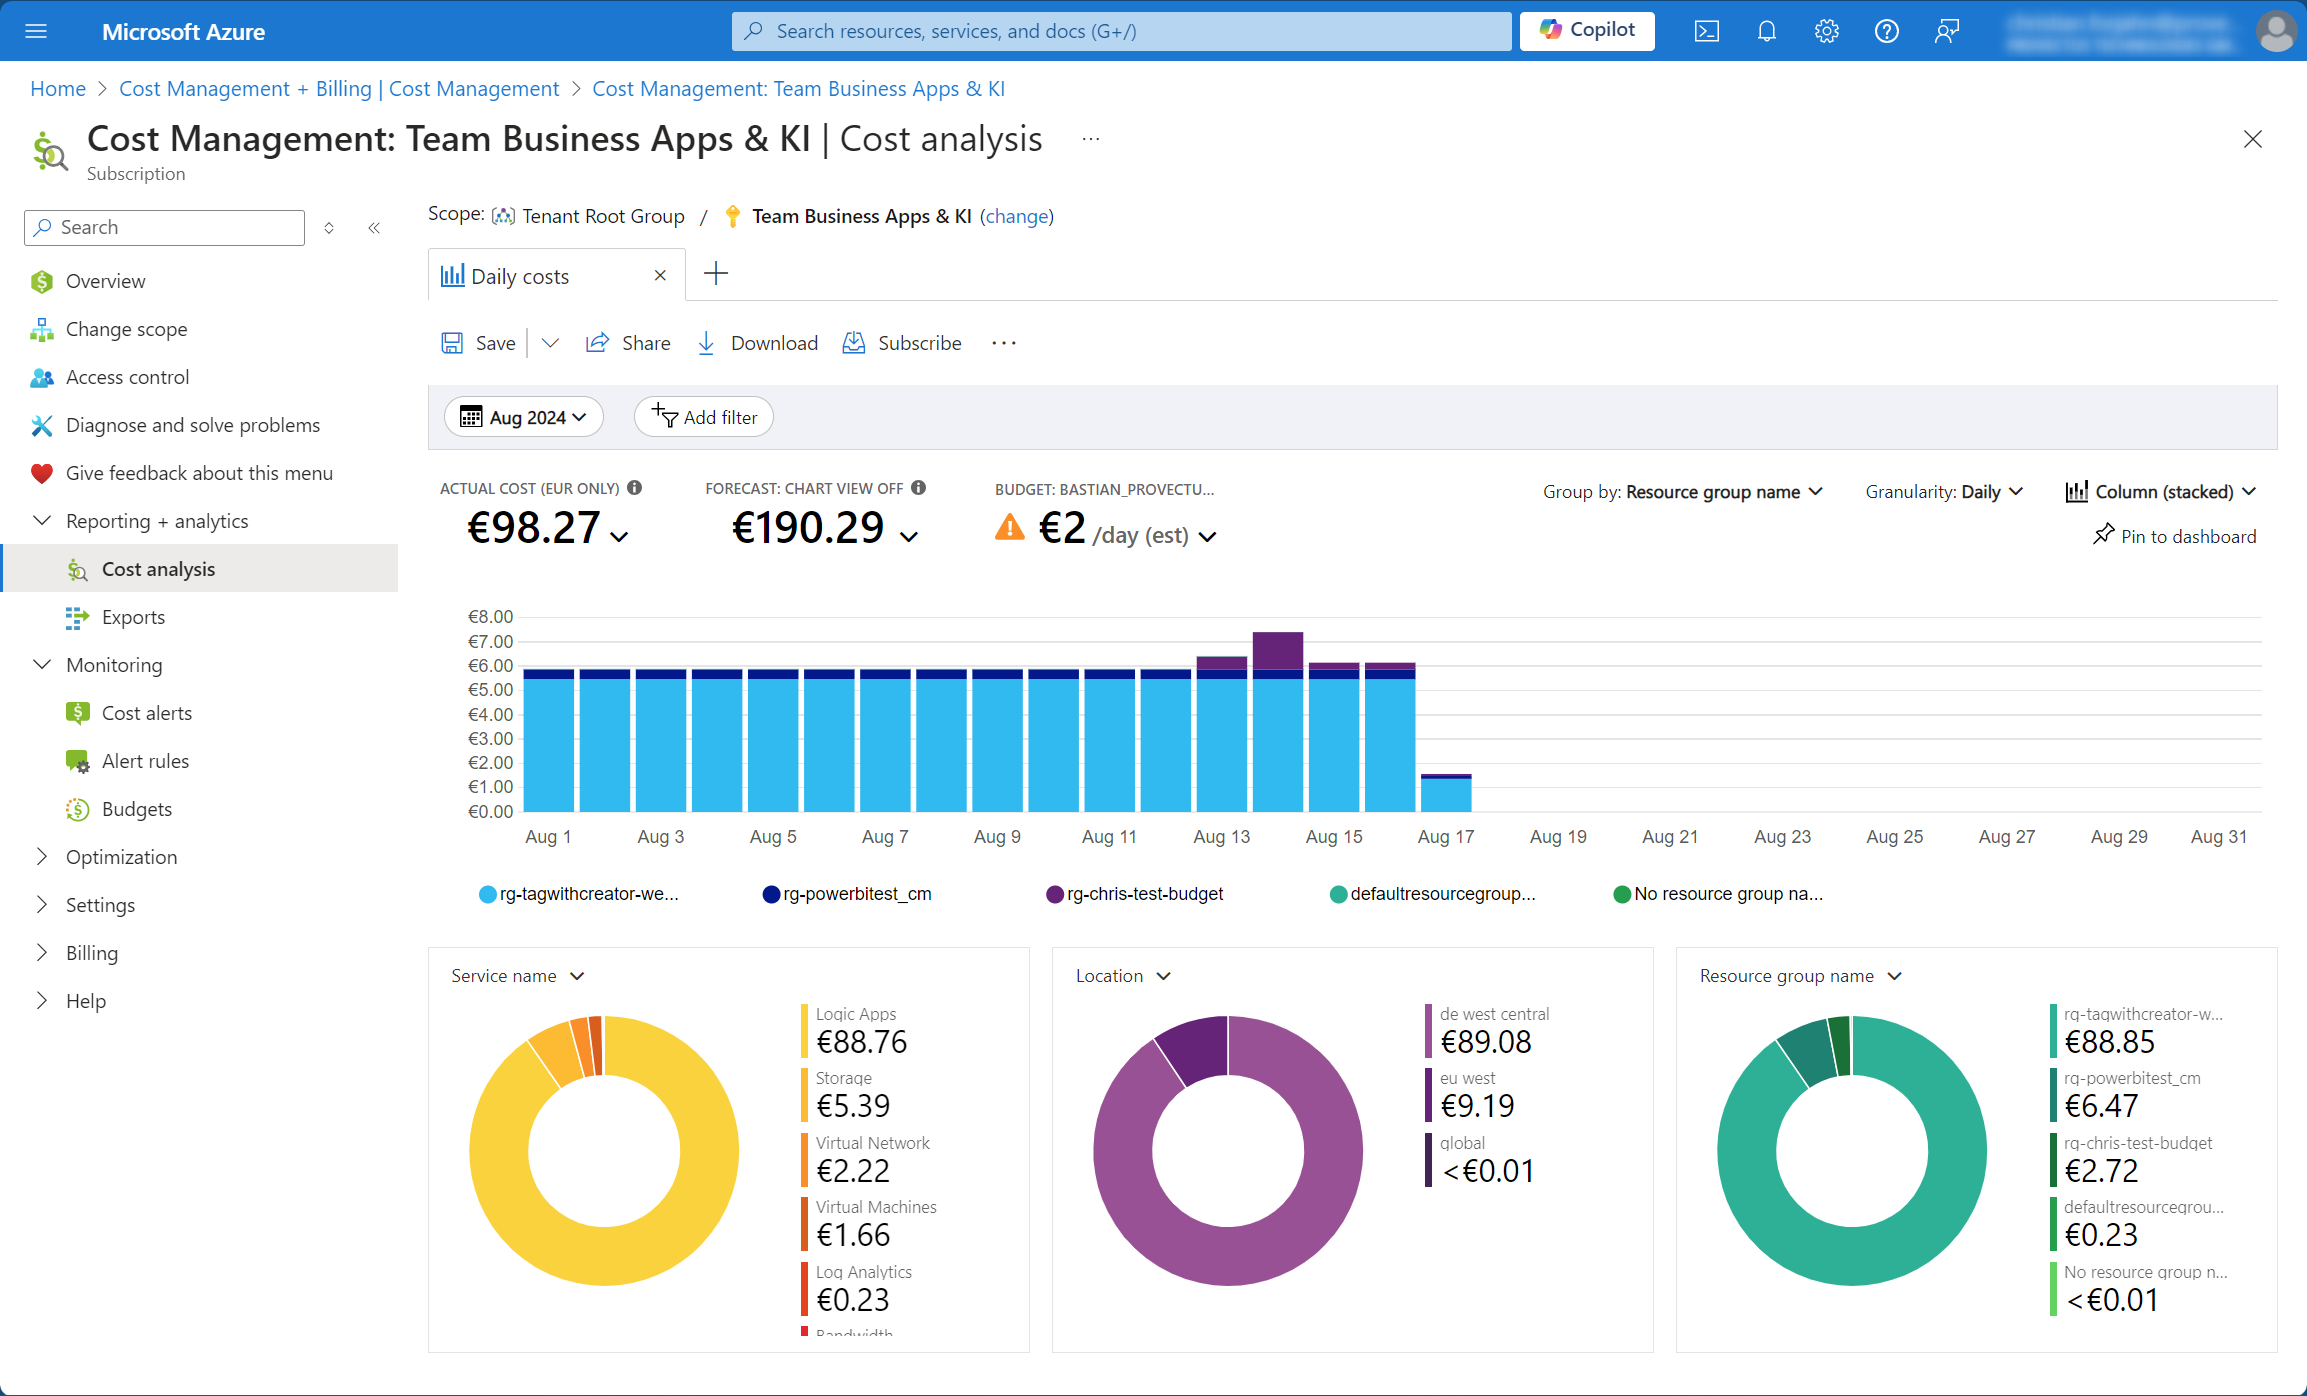 Microsoft Azure
Search resources, services, and docs (G+/)
Copilot
Home > Cost Management + Billing | Cost Management > Cost Management: Team Business Apps & KI
Cost Management: Team Business Apps & KI | Cost analysis ...
Subscription
Search
Overview
Change scope
Access control
Diagnose and solve problems
Give feedback about this menu
Reporting + analytics
Cost analysis
Exports
Monitoring
Cost alerts
Alert rules
Budgets
Optimization
Settings
Billing
Help
Scope: Tenant Root Group / Team Business Apps & KI (change)
Daily costs
Save
Share
Download
Subscribe
...
Aug 2024
Add filter
ACTUAL COST (EUR ONLY)
€98.27
FORECAST: CHART VIEW OFF
€190.29
BUDGET: BASTIAN_PROVECTU...
€2 /day (est)
Group by: Resource group name
Granularity: Daily
Column (stacked)
Pin to dashboard
€8.00
€7.00
€6.00
€5.00
€4.00
€3.00
€2.00
€1.00
€0.00
Aug 1 Aug 3 Aug 5 Aug 7 Aug 9 Aug 11 Aug 13 Aug 15 Aug 17 Aug 19 Aug 21 Aug 23 Aug 25 Aug 27 Aug 29 Aug 31
rg-tagwithcreator-we... rg-powerbitest_cm rg-chris-test-budget defaultresourcegroup... No resource group na...
Service name
Logic Apps
€88.76
Storage
€5.39
Virtual Network
€2.22
Virtual Machines
€1.66
Log Analytics
€0.23
Bandwidth
Location
de west central
€89.08
eu west
€9.19
global
<€0.01
Resource group name
rg-tagwithcreator-w...
€88.85
rg-powerbitest_cm
€6.47
rg-chris-test-budget
€2.72
defaultresourcegrou...
€0.23
No resource group n...
<€0.01